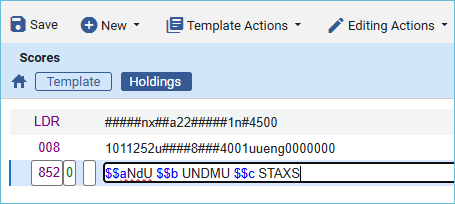 Save New Template Actions Editing Actions
Scores
Template Holdings
LDR #####nx##a22#####1n#4500
008 1011252u####8###4001uueng0000000
852 0 $$aNdU $$b UNDMU $$c STAXS